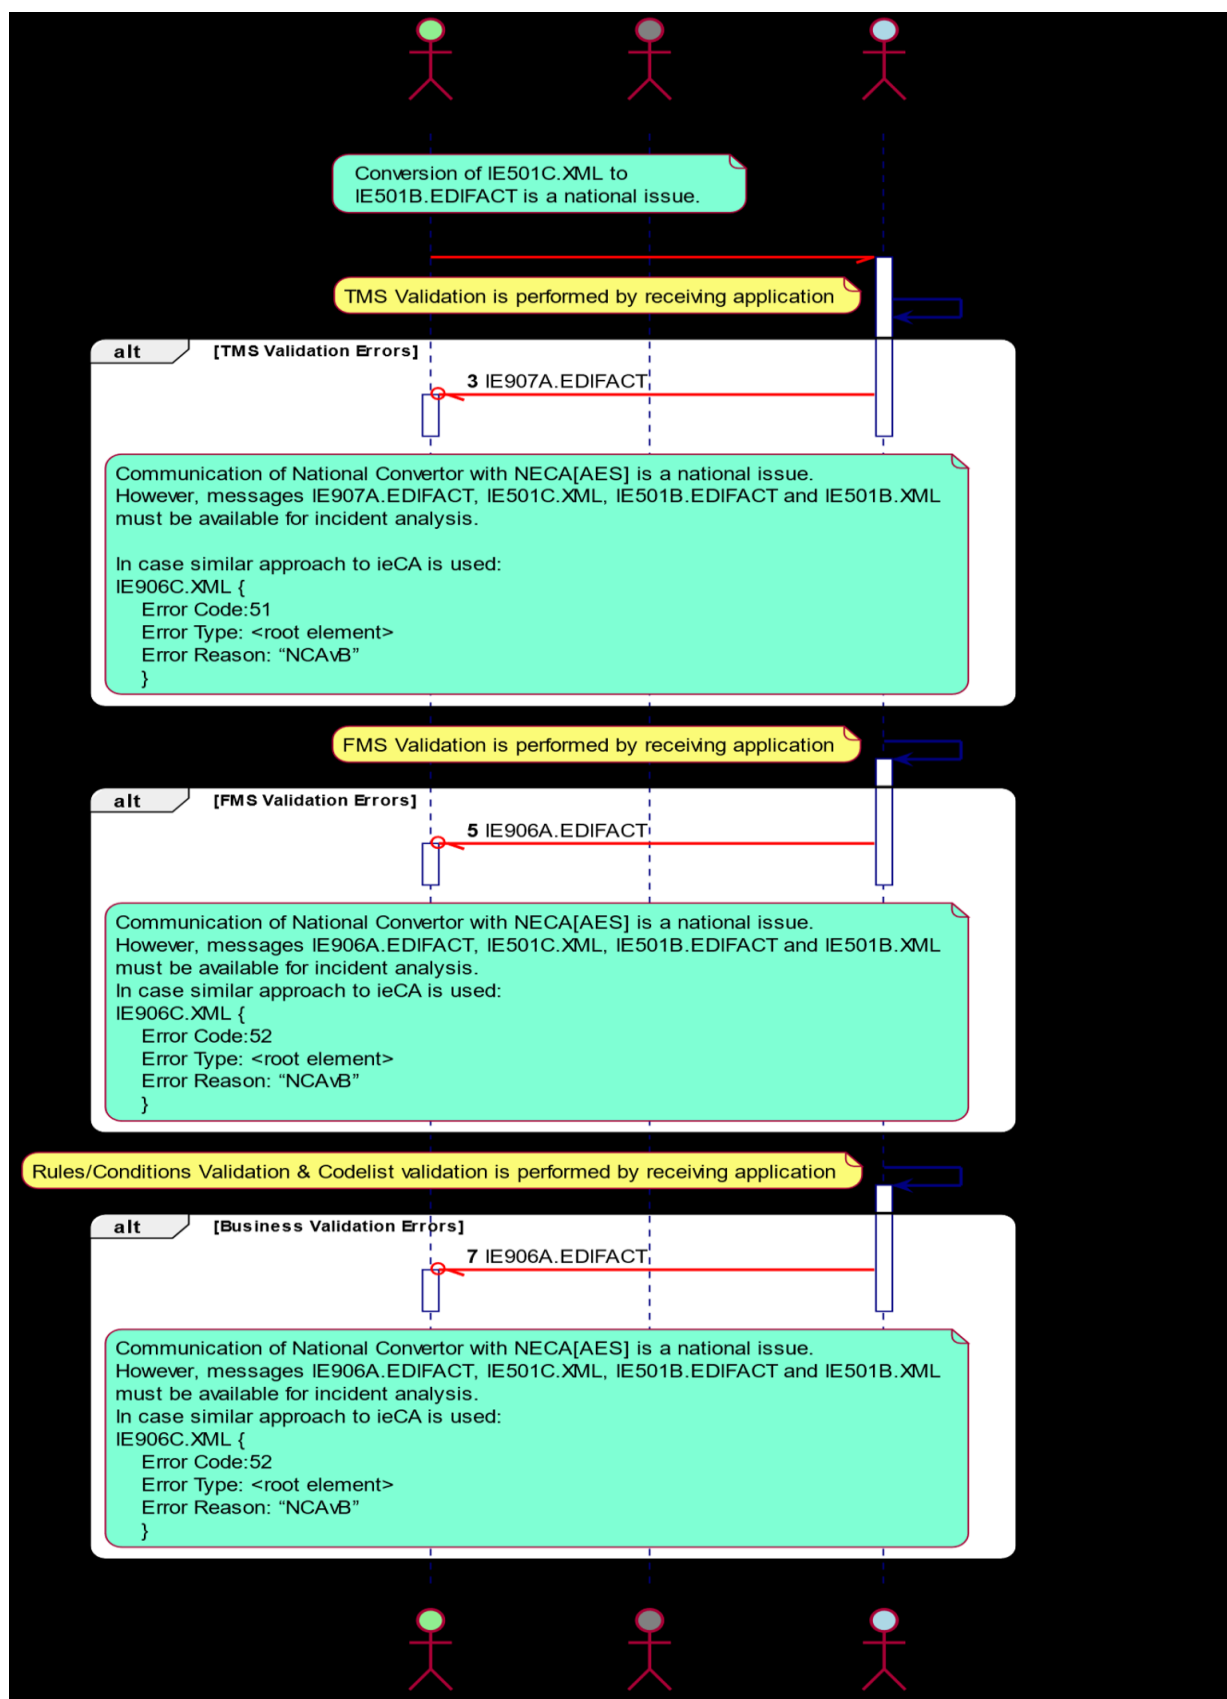 Conversion of IE501C.XML to
IE501B.EDIFACT is a national issue.
TMS Validation is performed by receiving application
alt [TMS Validation Errors]
3 IE907A.EDIFACT
Communication of National Convertor with NECA[AES] is a national issue.
However, messages IE907A.EDIFACT, IE501C.XML, IE501B.EDIFACT and IE501B.XML
must be available for incident analysis.
In case similar approach to ieCA is used:
IE906C.XML {
Error Code:51
Error Type: <root element>
Error Reason: “NCAvB”
}
FMS Validation is performed by receiving application
alt [FMS Validation Errors]
5 IE906A.EDIFACT
Communication of National Convertor with NECA[AES] is a national issue.
However, messages IE906A.EDIFACT, IE501C.XML, IE501B.EDIFACT and IE501B.XML
must be available for incident analysis.
In case similar approach to ieCA is used:
IE906C.XML {
Error Code:52
Error Type: <root element>
Error Reason: “NCAvB”
}
Rules/Conditions Validation & Codelist validation is performed by receiving application
alt [Business Validation Errors]
7 IE906A.EDIFACT
Communication of National Convertor with NECA[AES] is a national issue.
However, messages IE906A.EDIFACT, IE501C.XML, IE501B.EDIFACT and IE501B.XML
must be available for incident analysis.
In case similar approach to ieCA is used:
IE906C.XML {
Error Code:52
Error Type: <root element>
Error Reason: “NCAvB”
}